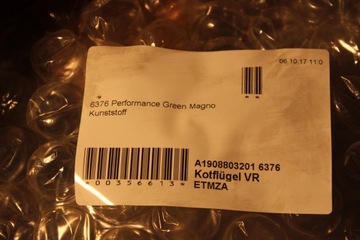 06.10.17 11:0
6376 Performance Green Magno
Kunststoff
A1908803201 6376
Kotflügel VR
ETMZA
*00356613*